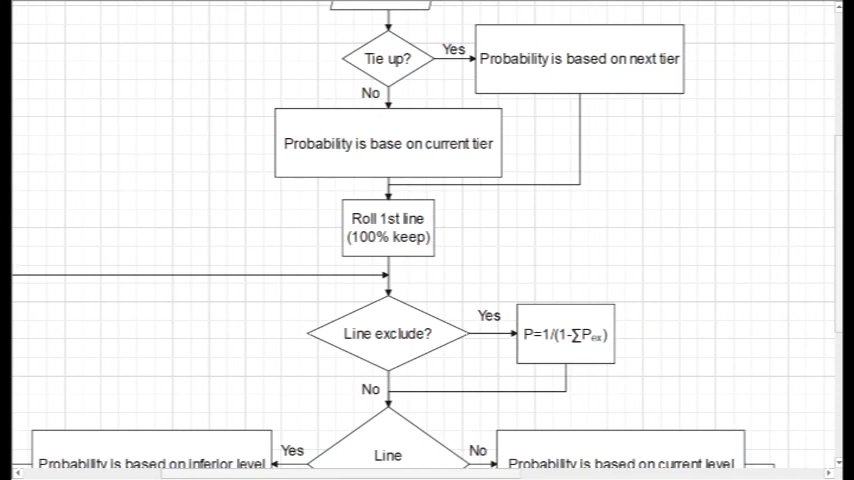 Tie up?
Yes
Probability is based on next tier
No
Probability is base on current tier
Roll 1st line
(100% keep)
Line exclude?
Yes
P=1/(1-∑Pₑₓ)
No
Line
Yes
No
Probability is based on inferior level
Probability is based on current level